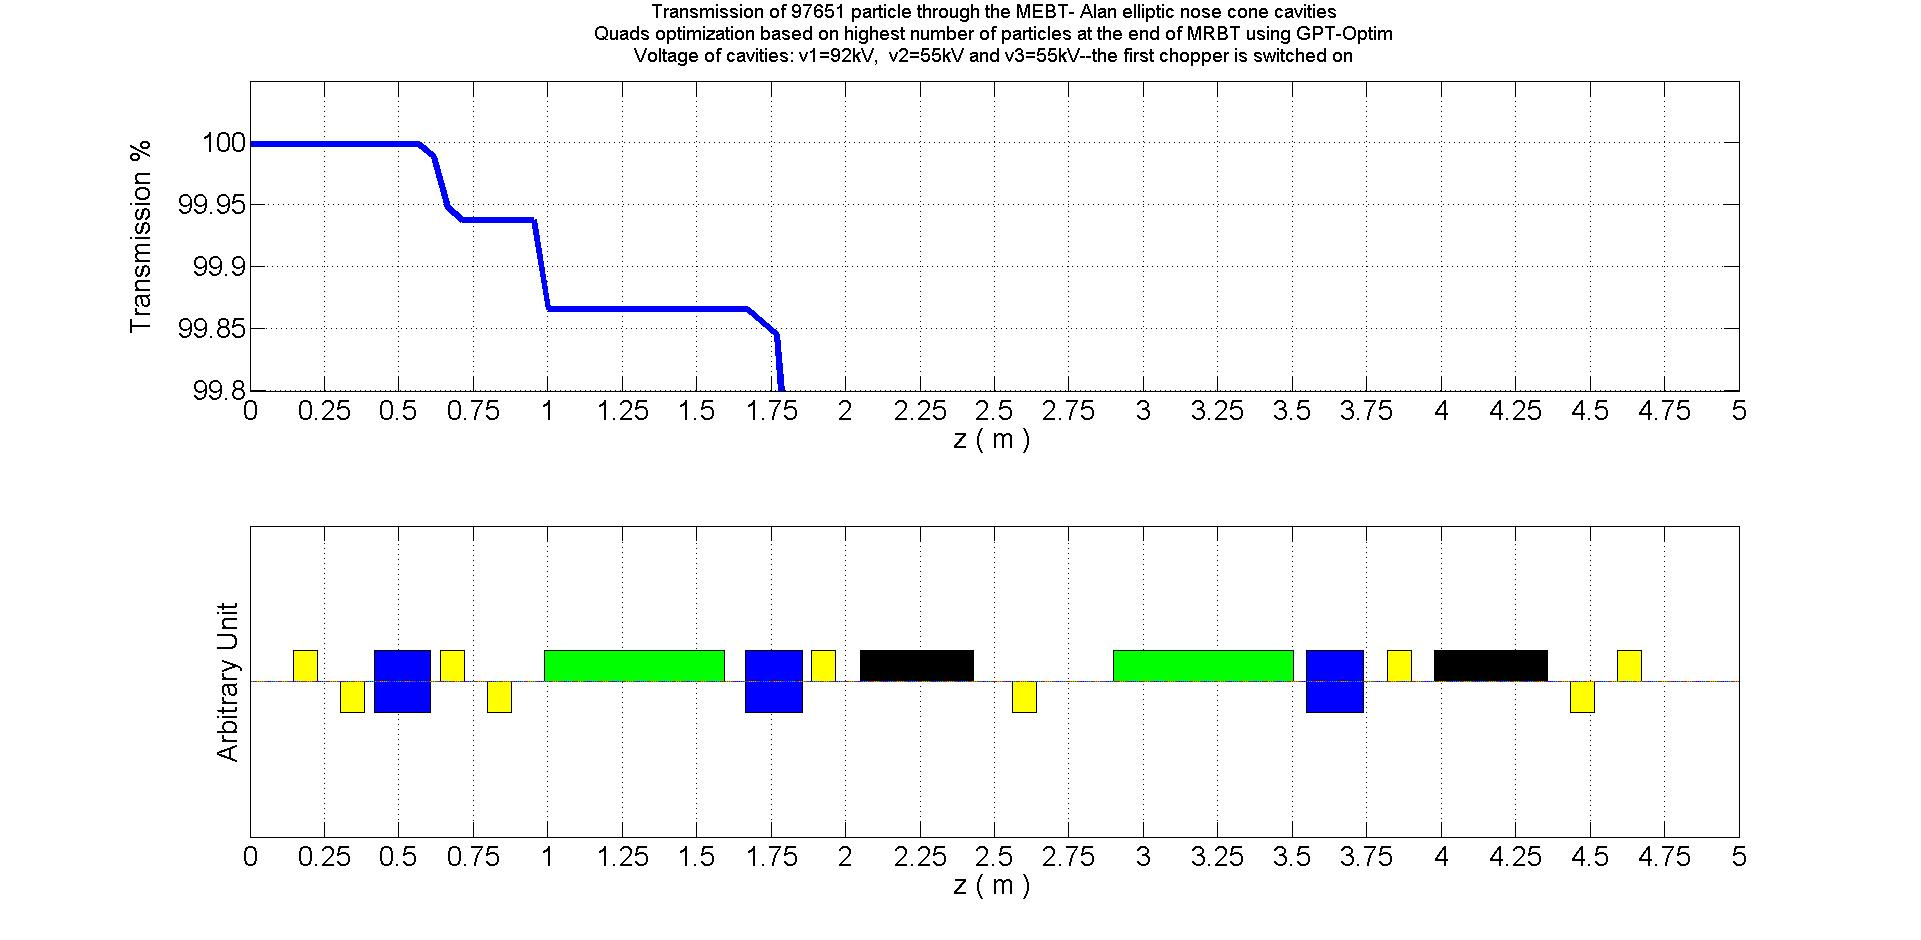 Transmission of 97651 particle through the MEBT- Alan elliptic nose cone cavities
Quads optimization based on highest number of particles at the end of MRBT using GPT-Optim
Voltage of cavities: v1=92kV,  v2=55kV and v3=55kV--the first chopper is switched on
Transmission %
100
99.95
99.9
99.85
99.8
0 0.25 0.5 0.75 1 1.25 1.5 1.75 2 2.25 2.5 2.75 3 3.25 3.5 3.75 4 4.25 4.5 4.75 5
z ( m )
Arbitrary Unit
0 0.25 0.5 0.75 1 1.25 1.5 1.75 2 2.25 2.5 2.75 3 3.25 3.5 3.75 4 4.25 4.5 4.75 5
z ( m )